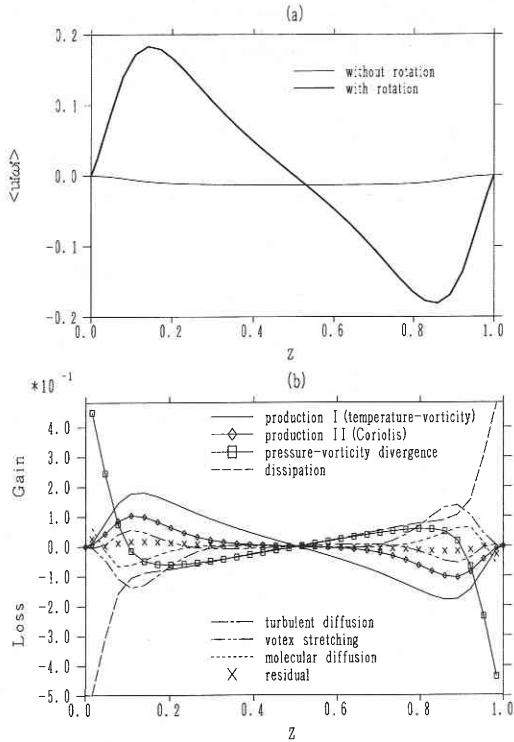 (a)
0.2
0.1
0.0
-0.1
-0.2
<uiωi>
without rotation
with rotation
0.0 0.2 0.4 0.6 0.8 1.0
Z
*10⁻¹
(b)
4.0
3.0
2.0
1.0
0.0
-1.0
-2.0
-3.0
-4.0
-5.0
Gain
Loss
production I (temperature-vorticity)
production II (Coriolis)
pressure-vorticity divergence
dissipation
turbulent diffusion
votex stretching
molecular diffusion
residual
0.0 0.2 0.4 0.6 0.8 1.0
Z